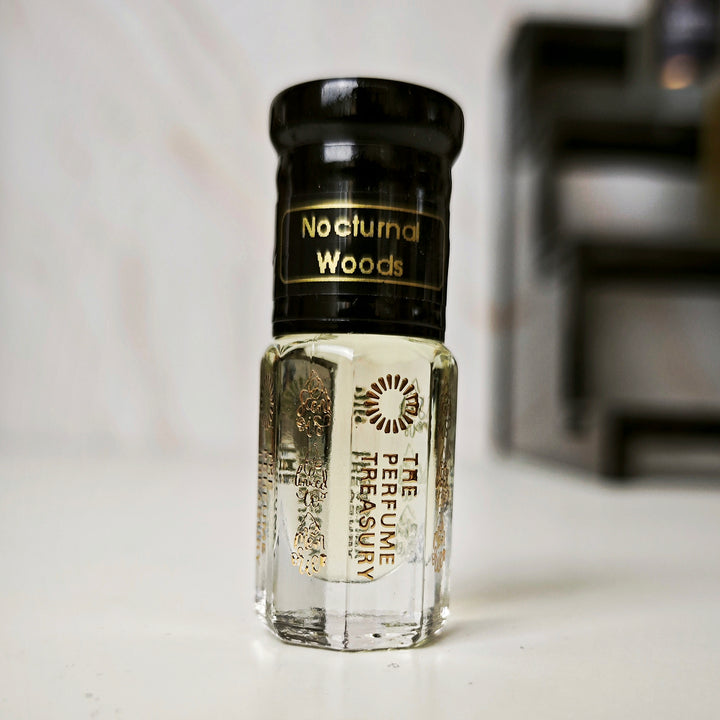 Nocturnal
Woods
THE
PERFUME
TREASURY